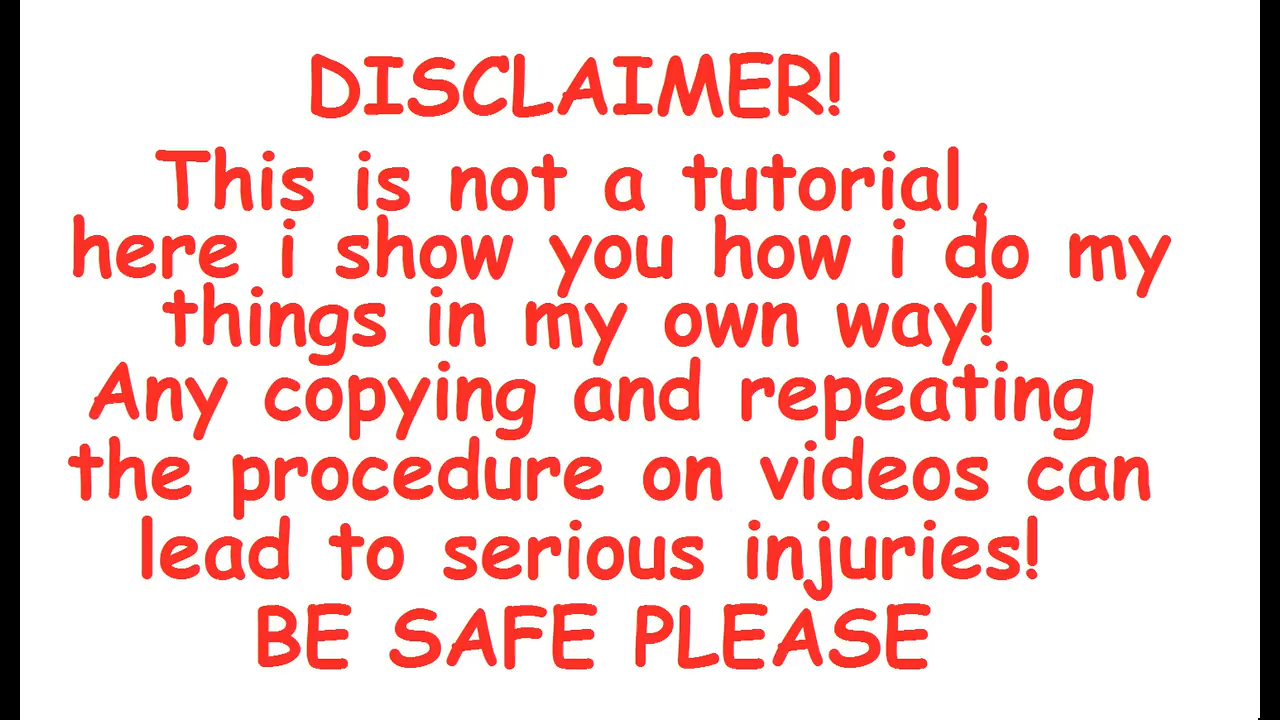 DISCLAIMER!
This is not a tutorial,
here i show you how i do my
things in my own way!
Any copying and repeating
the procedure on videos can
lead to serious injuries!
BE SAFE PLEASE